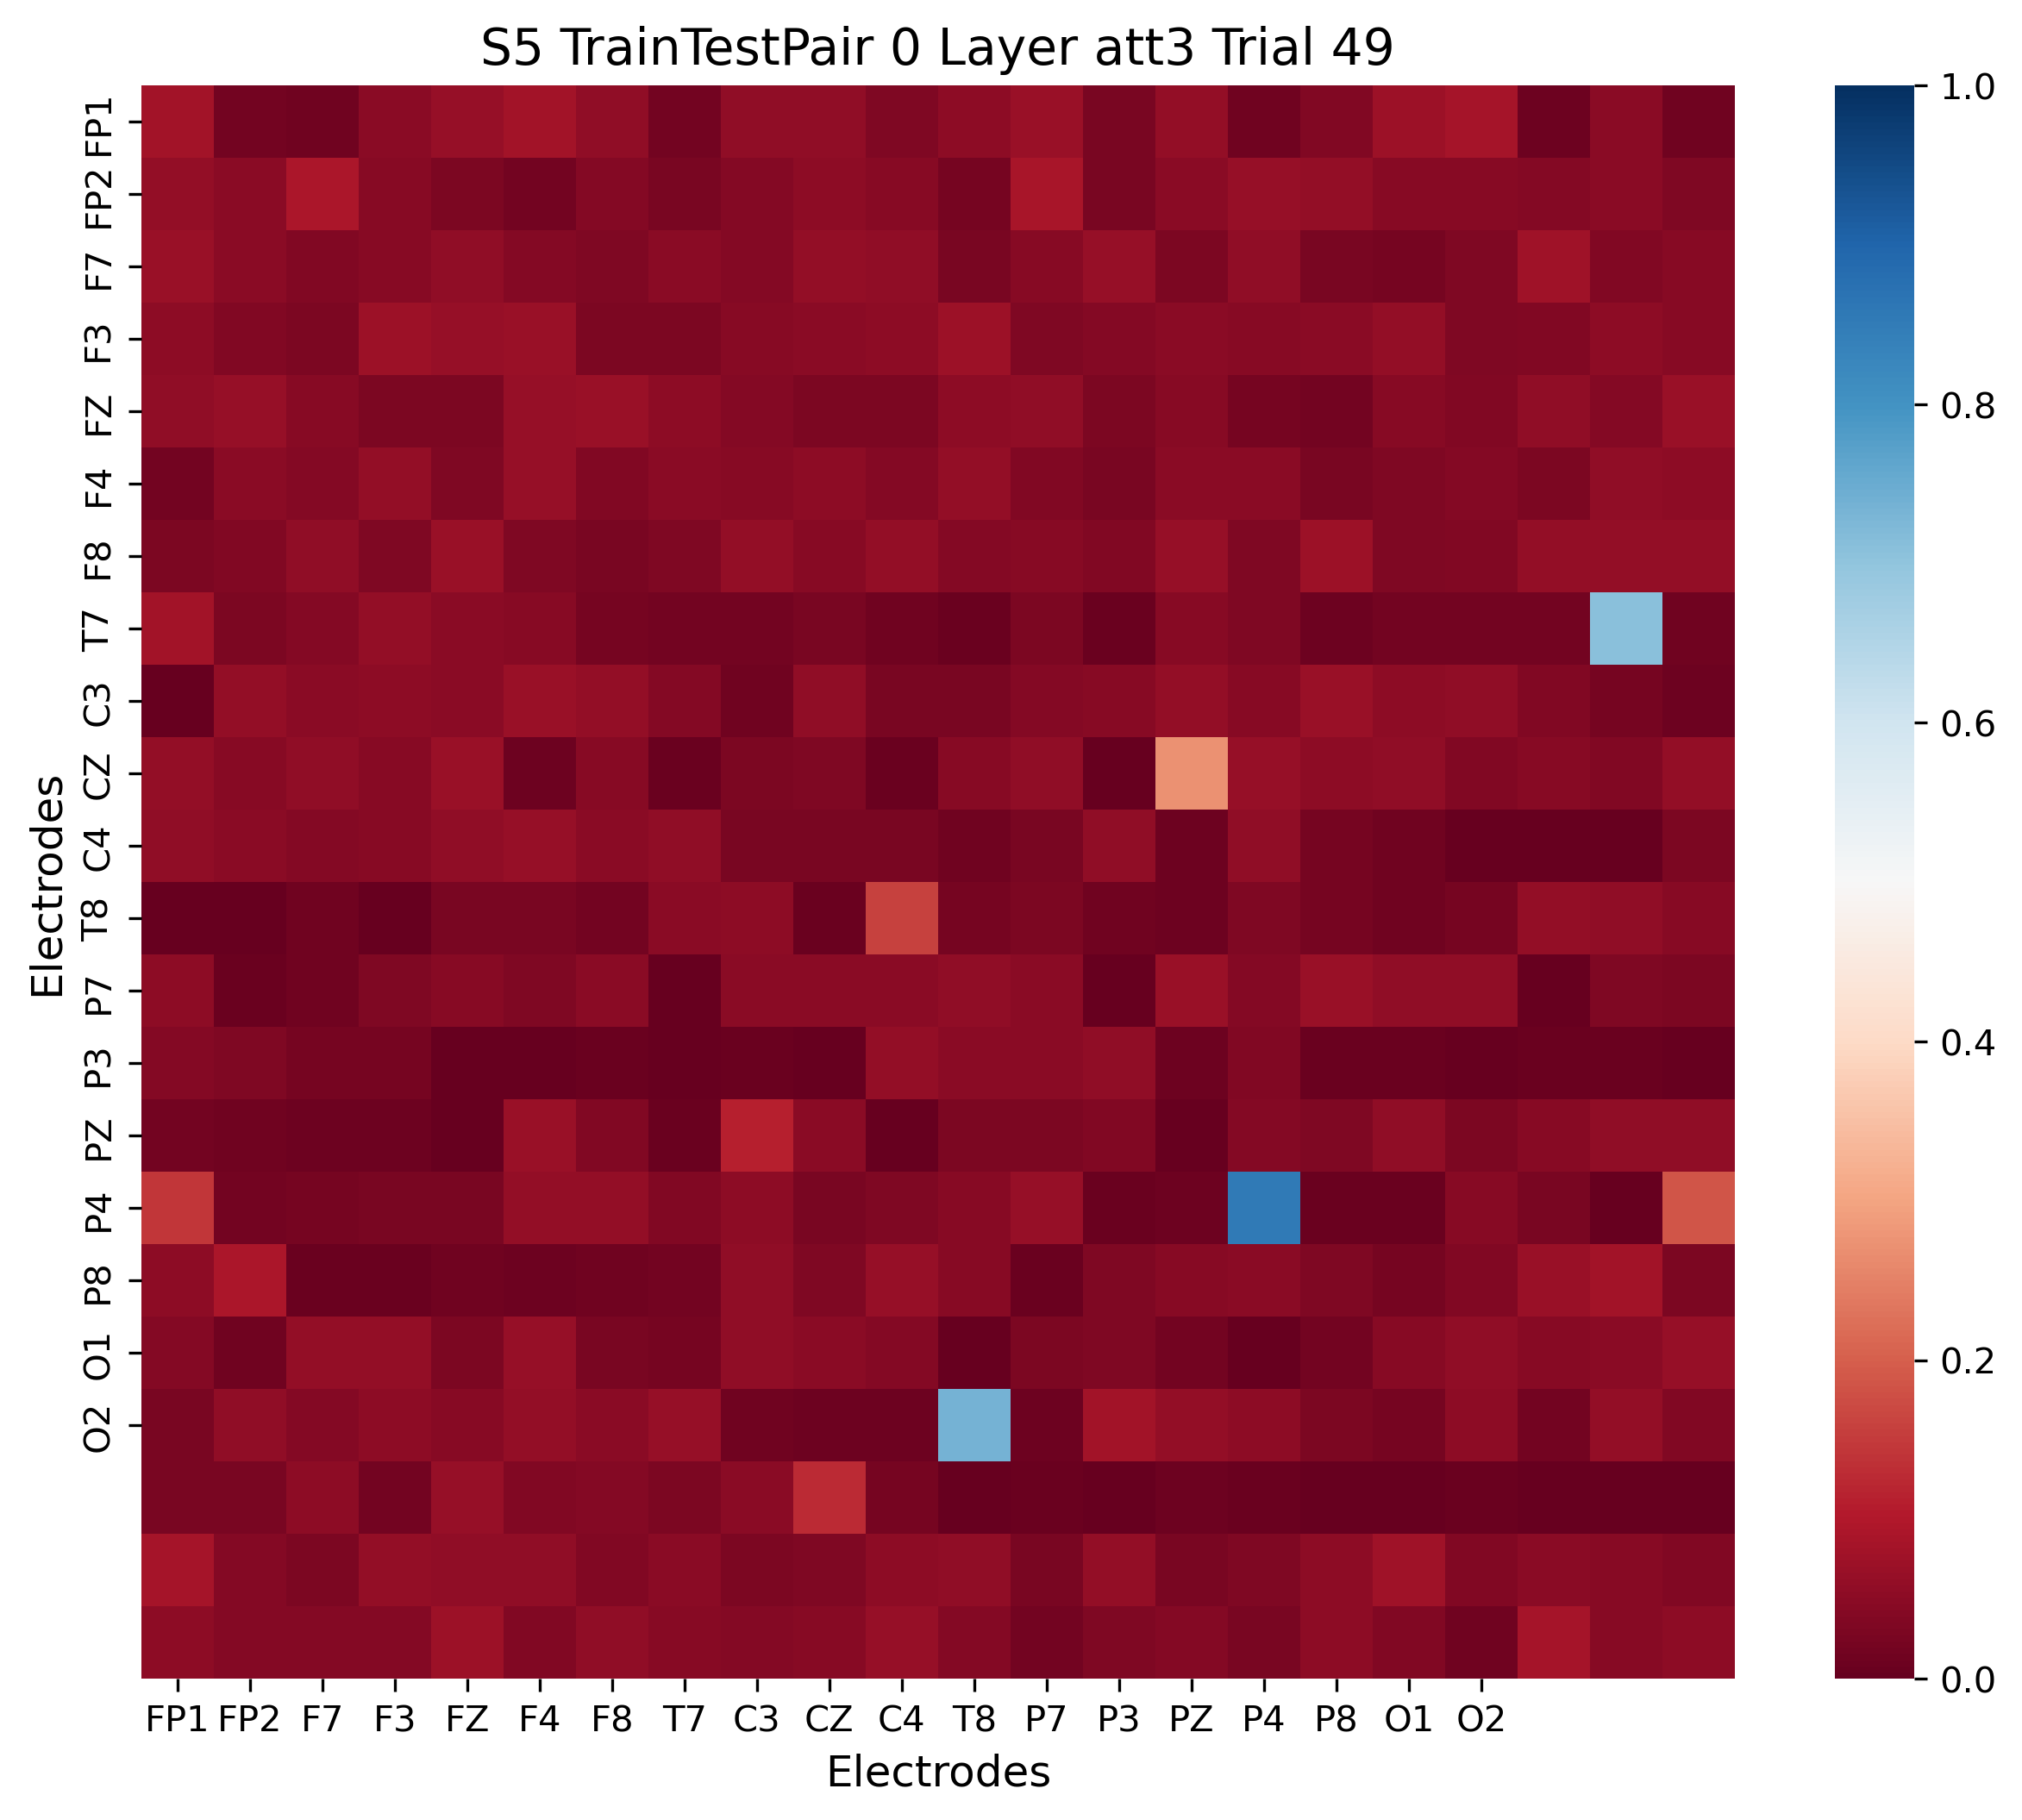 S5 TrainTestPair 0 Layer att3 Trial 49
Electrodes
FP1
FP2
F7
F3
FZ
F4
F8
T7
C3
CZ
C4
T8
P7
P3
PZ
P4
P8
O1
O2
1.0
0.8
0.6
0.4
0.2
0.0
FP1 FP2 F7 F3 FZ F4 F8 T7 C3 CZ C4 T8 P7 P3 PZ P4 P8 O1 O2
Electrodes